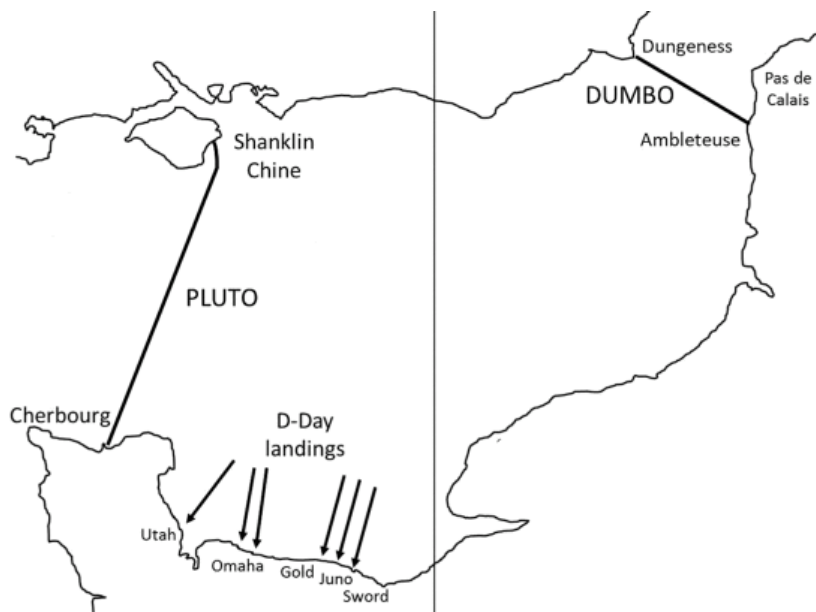 Dungeness
DUMBO
Pas de
Calais
Ambleteuse
Shanklin
Chine
PLUTO
Cherbourg
D-Day
landings
Utah
Omaha
Gold
Juno
Sword